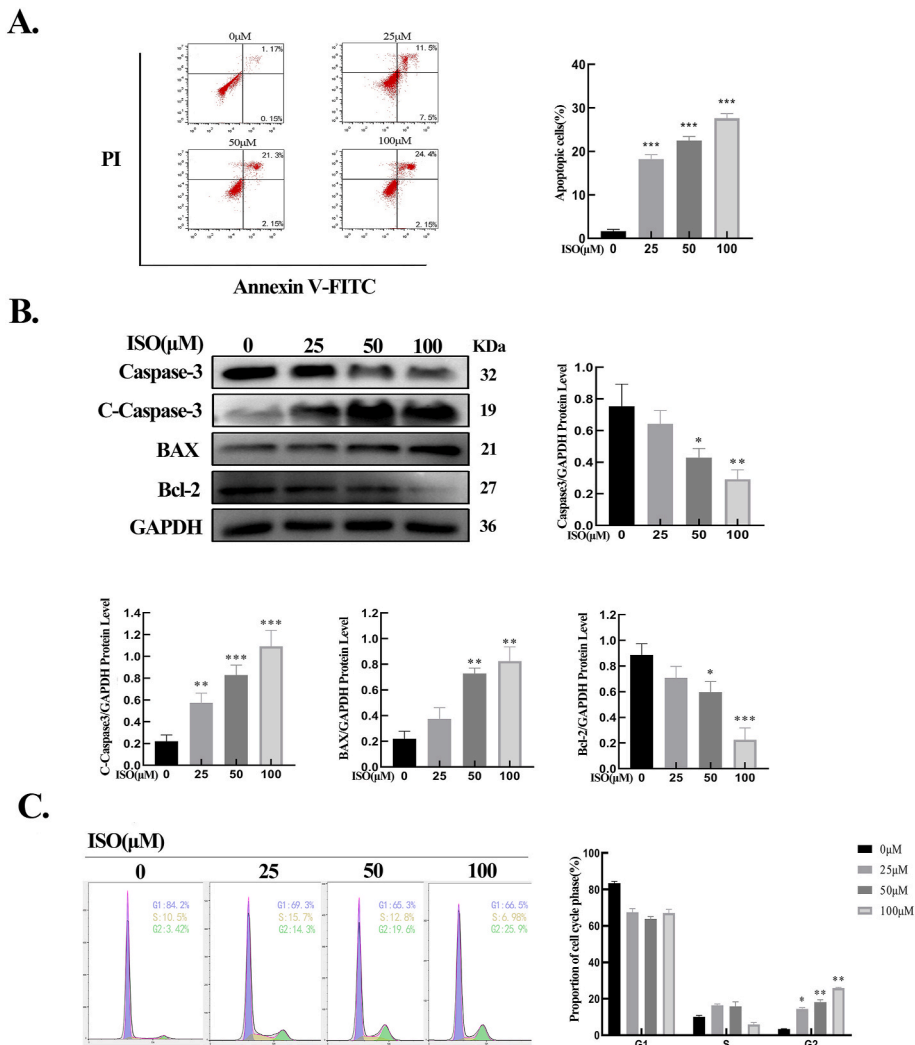 A.
0μM
1.17%
0.15%
25μM
11.5%
7.5%
50μM
21.3%
2.15%
100μM
24.4%
2.15%
PI
Annexin V-FITC
Apoptopic cells(%)
40
30
20
10
0
*** *** ***
ISO(μM) 0 25 50 100
B.
ISO(μM) 0 25 50 100 KDa
Caspase-3 32
C-Caspase-3 19
BAX 21
Bcl-2 27
GAPDH 36
Caspase3/GAPDH Protein Level
1.0
0.8
0.6
0.4
0.2
0.0
* **
ISO(μM) 0 25 50 100
C-Caspase3/GAPDH Protein Level
1.4
1.2
1.0
0.8
0.6
0.4
0.2
0.0
** *** ***
ISO(μM) 0 25 50 100
BAX/GAPDH Protein Level
1.2
1.0
0.8
0.6
0.4
0.2
0.0
** **
ISO(μM) 0 25 50 100
Bcl-2/GAPDH Protein Level
1.2
1.0
0.8
0.6
0.4
0.2
0.0
* ***
ISO(μM) 0 25 50 100
C.
ISO(μM)
0 25 50 100
G1:84.2%
S:10.5%
G2:3.42%
G1:69.3%
S:15.7%
G2:14.3%
G1:65.3%
S:12.8%
G2:19.6%
G1:66.5%
S:6.98%
G2:25.9%
Proportion of cell cycle phase(%)
100
80
60
40
20
0
* ** **
G1 S G2
0μM
25μM
50μM
100μM